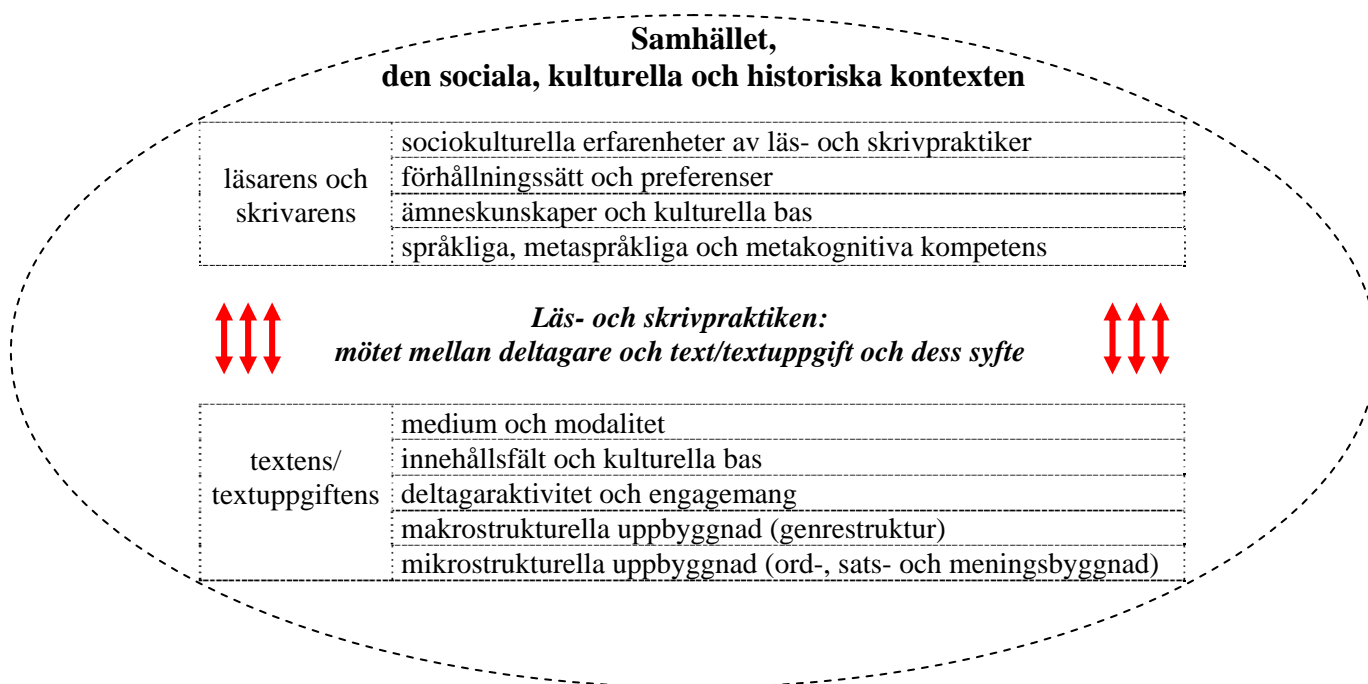 Samhället,
den sociala, kulturella och historiska kontexten
läsarens och
skrivarens
sociokulturella erfarenheter av läs- och skrivpraktiker
förhållningssätt och preferenser
ämneskunskaper och kulturella bas
språkliga, metaspråkliga och metakognitiva kompetens
Läs- och skrivpraktiken:
mötet mellan deltagare och text/textuppgift och dess syfte
textens/
textuppgiftens
medium och modalitet
innehållsfält och kulturella bas
deltagaraktivitet och engagemang
makrostrukturella uppbyggnad (genrestruktur)
mikrostrukturella uppbyggnad (ord-, sats- och meningsbyggnad)